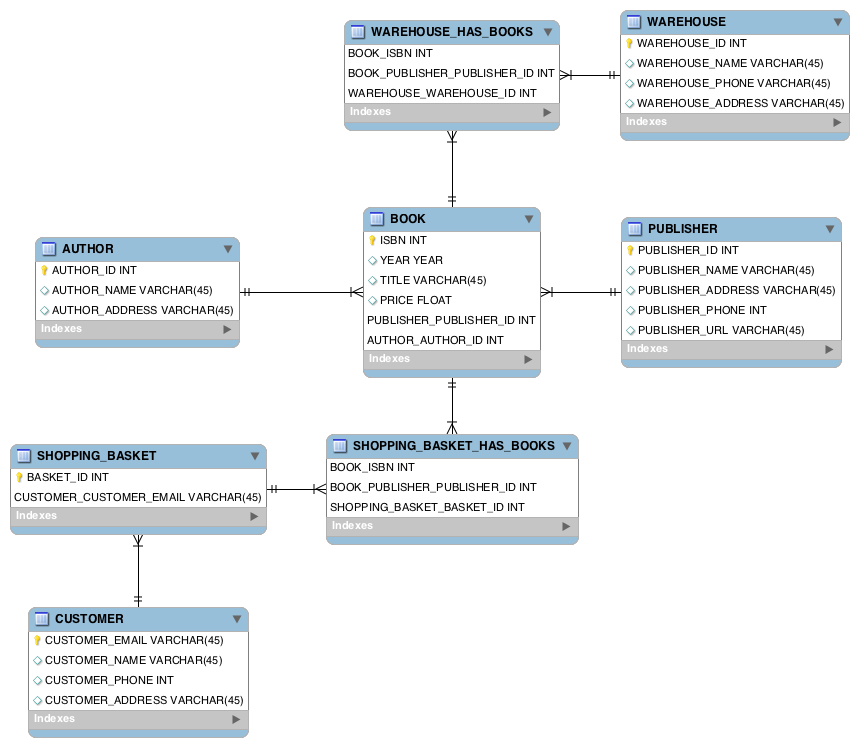 WAREHOUSE_HAS_BOOKS
BOOK_ISBN INT
BOOK_PUBLISHER_PUBLISHER_ID INT
WAREHOUSE_WAREHOUSE_ID INT
Indexes
WAREHOUSE
WAREHOUSE_ID INT
WAREHOUSE_NAME VARCHAR(45)
WAREHOUSE_PHONE VARCHAR(45)
WAREHOUSE_ADDRESS VARCHAR(45)
Indexes
AUTHOR
AUTHOR_ID INT
AUTHOR_NAME VARCHAR(45)
AUTHOR_ADDRESS VARCHAR(45)
Indexes
BOOK
ISBN INT
YEAR YEAR
TITLE VARCHAR(45)
PRICE FLOAT
PUBLISHER_PUBLISHER_ID INT
AUTHOR_AUTHOR_ID INT
Indexes
PUBLISHER
PUBLISHER_ID INT
PUBLISHER_NAME VARCHAR(45)
PUBLISHER_ADDRESS VARCHAR(45)
PUBLISHER_PHONE INT
PUBLISHER_URL VARCHAR(45)
Indexes
SHOPPING_BASKET
BASKET_ID INT
CUSTOMER_CUSTOMER_EMAIL VARCHAR(45)
Indexes
SHOPPING_BASKET_HAS_BOOKS
BOOK_ISBN INT
BOOK_PUBLISHER_PUBLISHER_ID INT
SHOPPING_BASKET_BASKET_ID INT
Indexes
CUSTOMER
CUSTOMER_EMAIL VARCHAR(45)
CUSTOMER_NAME VARCHAR(45)
CUSTOMER_PHONE INT
CUSTOMER_ADDRESS VARCHAR(45)
Indexes